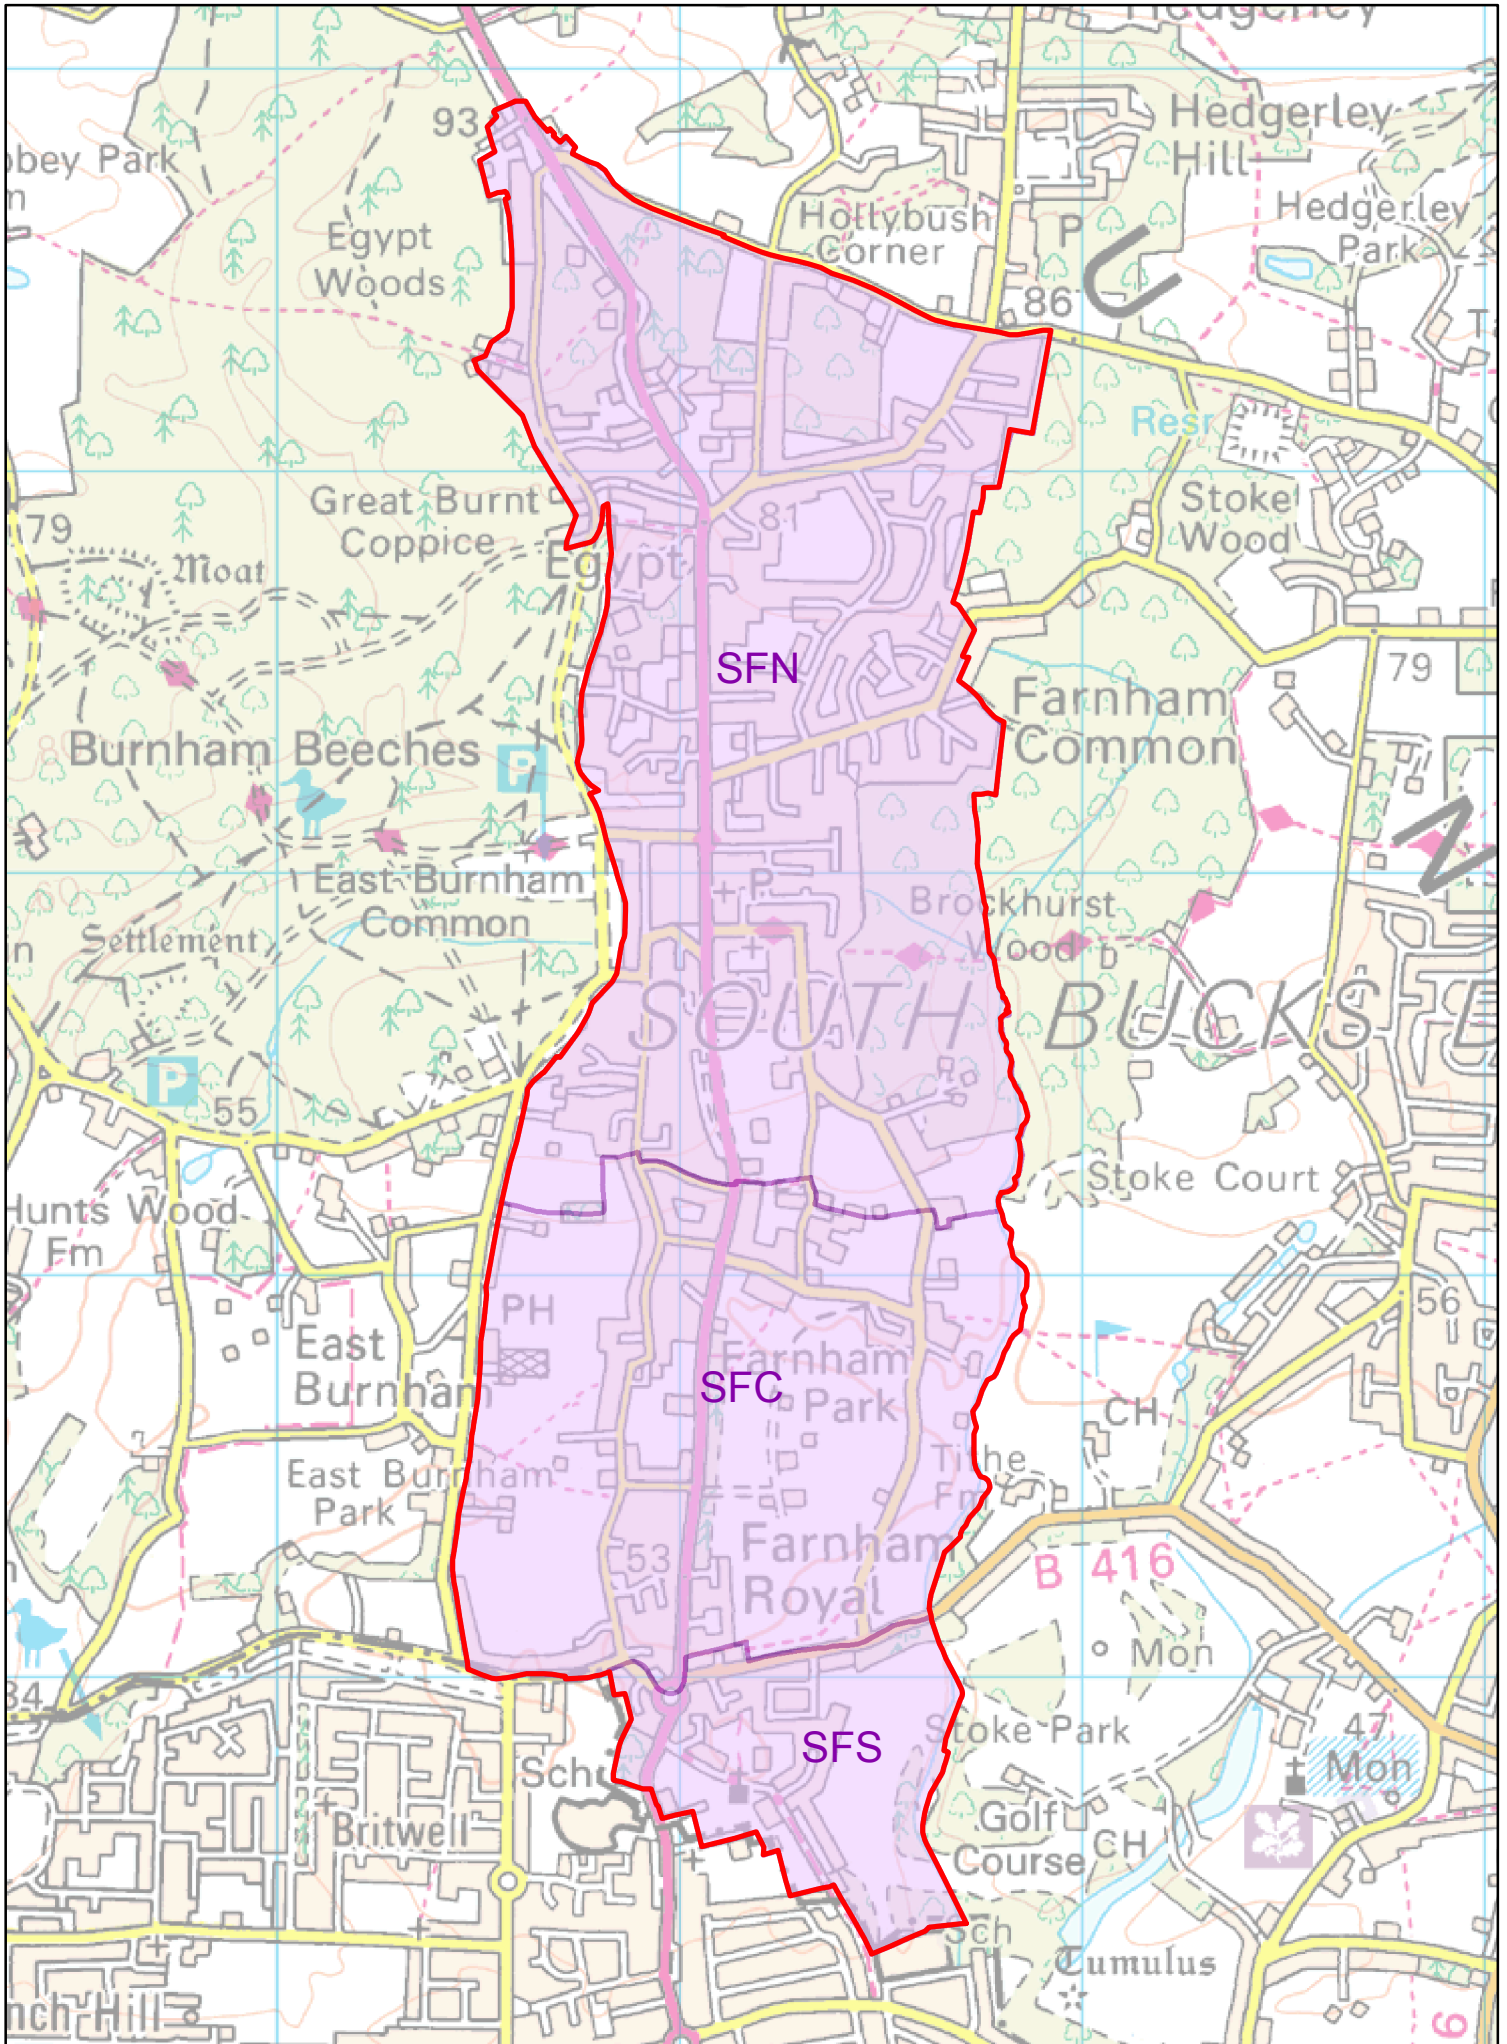 93
Hedgerley
Hill
Park
Hedgerley
Park
Egypt
Woods
Hollybush
Corner
P
U
86
Resr
Great Burnt
Coppice
81
Stoke
Wood
79
Moat
Egypt
SFN
79
Farnham
Common
Burnham Beeches
P
N
East Burnham
Common
P
Brockhurst
Wood
D
Settlement
SOUTH BUCKS
P
55
Stoke Court
Hunts Wood
Fm
PH
56
East
Burnham
Farnham
Park
SFC
CH
East Burnham
Park
Tithe
Fm
53
Farnham
Royal
B 416
Mon
Stoke Park
SFS
47
Mon
Sch
Britwell
Golf
Course
CH
Sch
Tumulus